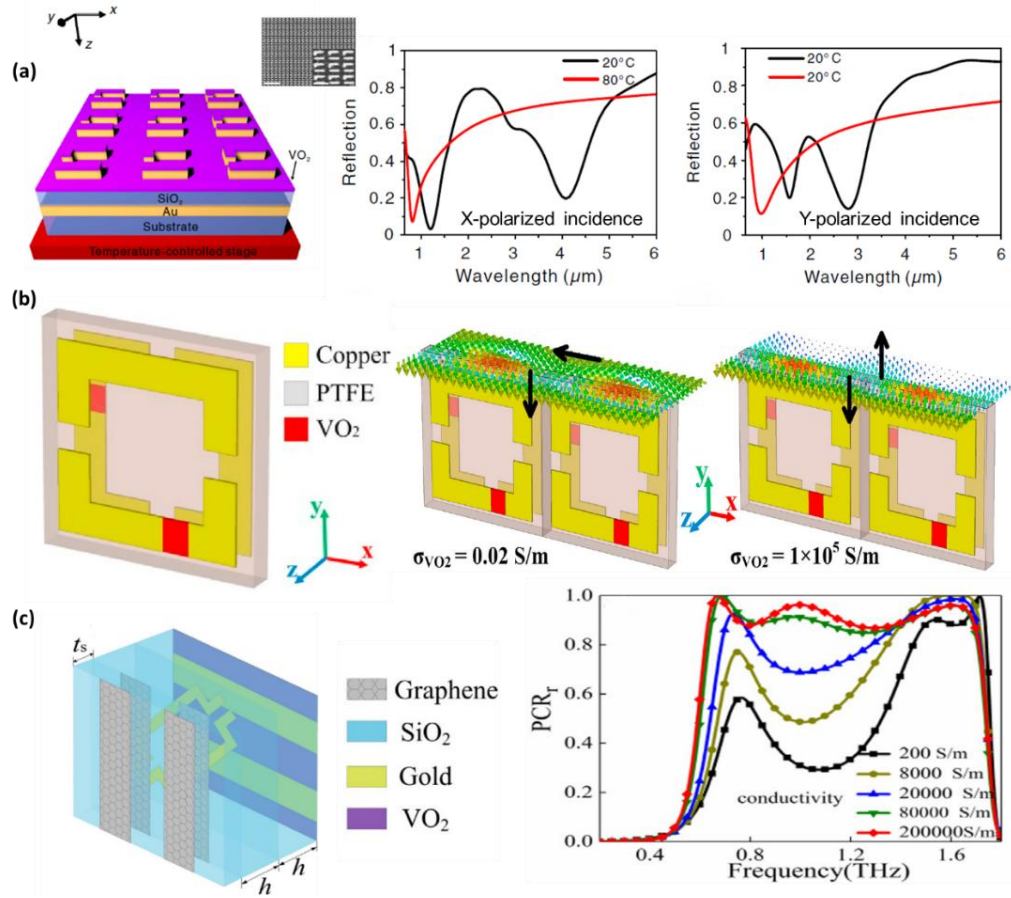 y
x
z
(a)
VO₂
SiO₂
Au
Substrate
Temperature-controlled stage
1.0
0.8
0.6
0.4
0.2
0
Reflection
20°C
80°C
X-polarized incidence
1 2 3 4 5 6
Wavelength (μm)
1.0
0.8
0.6
0.4
0.2
0
Reflection
20°C
20°C
Y-polarized incidence
1 2 3 4 5 6
Wavelength (μm)
(b)
Copper
PTFE
VO₂
y
x
z
σVO2 = 0.02 S/m
y
z
x
σVO2 = 1×10⁵ S/m
(c)
ts
h
h
Graphene
SiO₂
Gold
VO₂
1.0
0.8
0.6
0.4
0.2
0.0
PCRr
conductivity
200 S/m
8000 S/m
20000 S/m
80000 S/m
200000S/m
0.4 0.8 1.2 1.6
Frequency(THz)